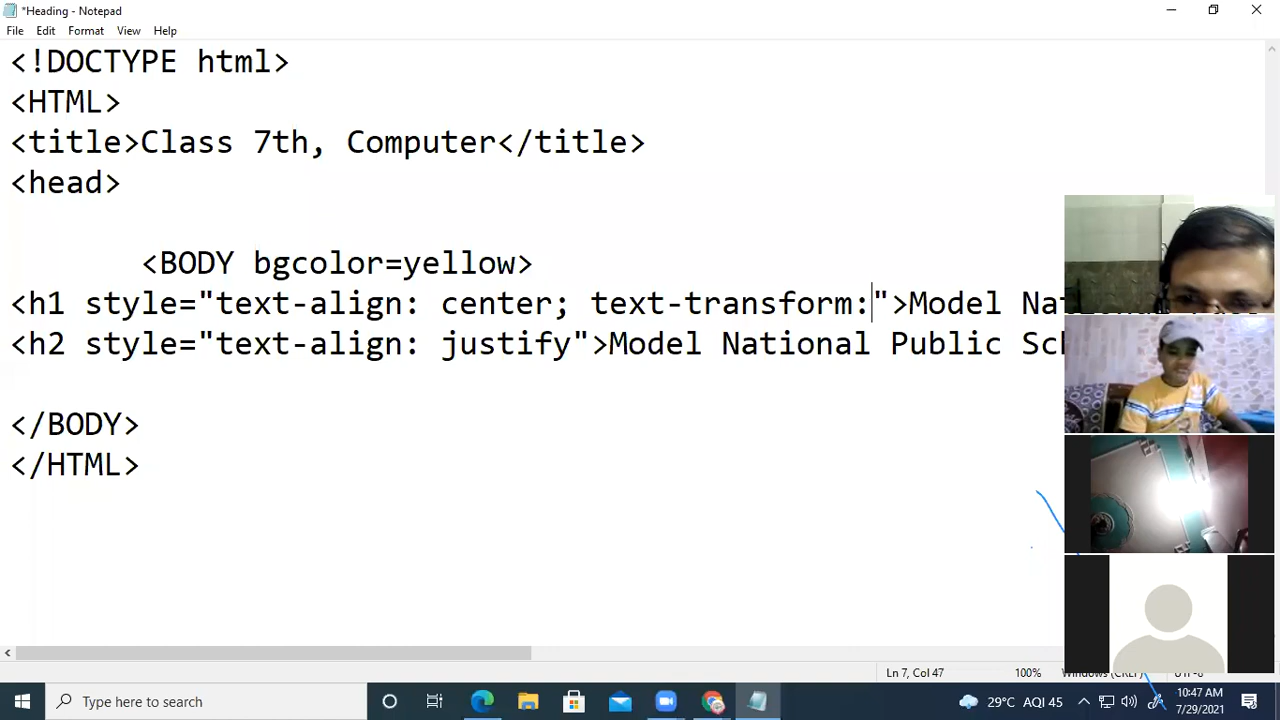 *Heading - Notepad
File Edit Format View Help
<!DOCTYPE html>
<HTML>
<title>Class 7th, Computer</title>
<head>
<BODY bgcolor=yellow>
<h1 style="text-align: center; text-transform:">Model
<h2 style="text-align: justify">Model National Public Sch
</BODY>
</HTML>
Ln 7, Col 47 100%
Type here to search
29°C AQI 45
10:47 AM
7/29/2021